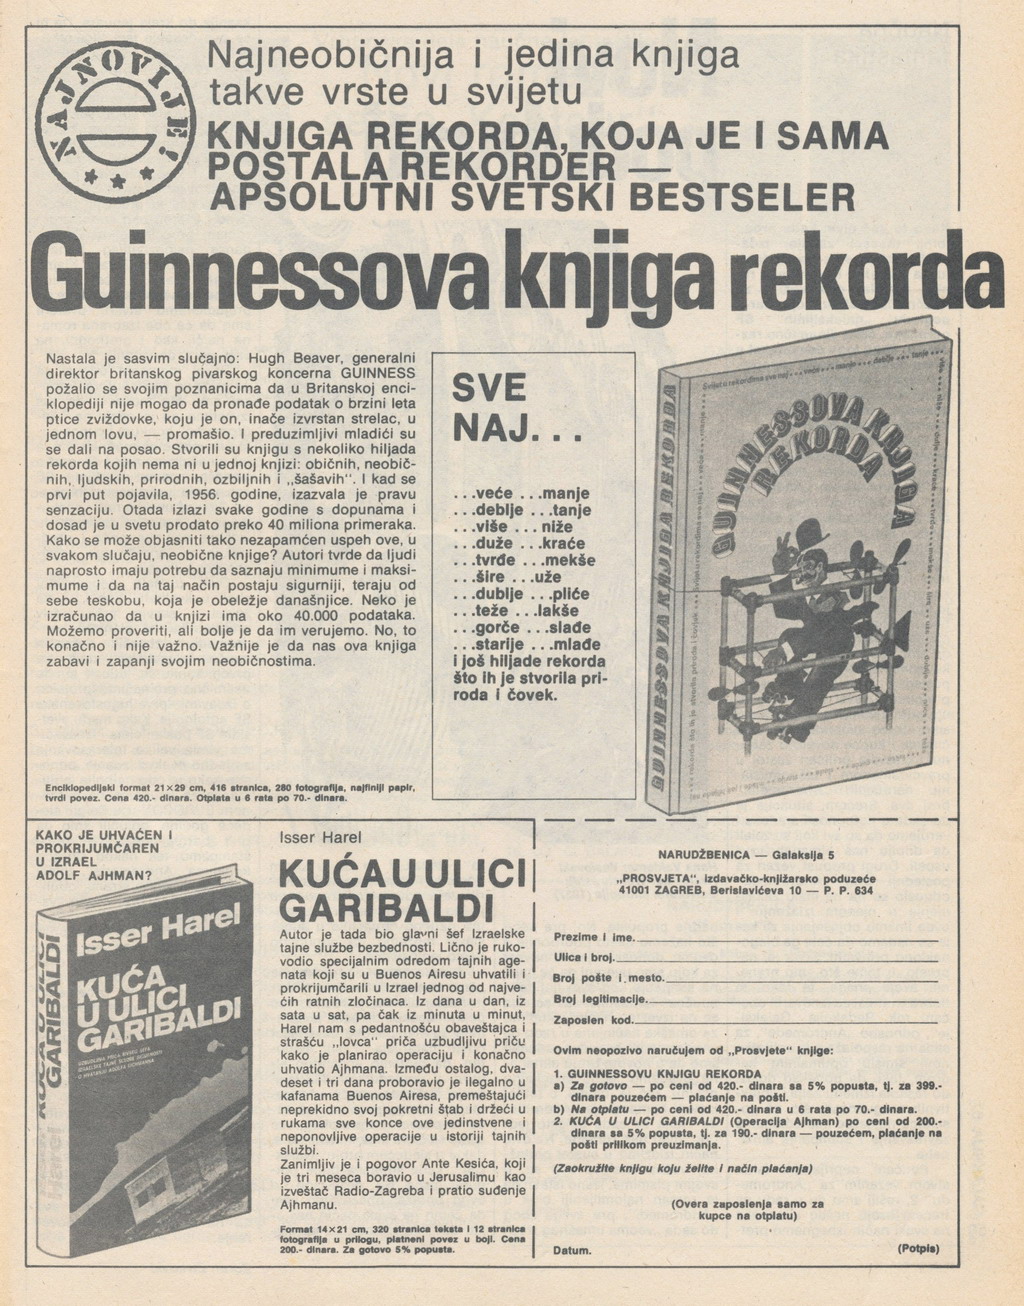 NAJNOVIJE!
Najneobičnija i jedina knjiga
takve vrste u svijetu
KNJIGA REKORDA, KOJA JE I SAMA
POSTALA REKORDER —
APSOLUTNI SVETSKI BESTSELER
Guinnessova knjiga rekorda
Nastala je sasvim slučajno: Hugh Beaver, generalni
direktor britanskog pivarskog koncerna GUINNESS
požalio se svojim poznanicima da u Britanskoj enci-
klopediji nije mogao da pronađe podatak o brzini leta
ptice zviždovke, koju je on, inače izvrstan strelac, u
jednom lovu, — promašio. I preduzimljivi mladići su
se dali na posao. Stvorili su knjigu s nekoliko hiljada
rekorda kojih nema ni u jednoj knjizi: običnih, neobič-
nih, ljudskih, prirodnih, ozbiljnih i „šašavih“. I kad se
prvi put pojavila, 1956. godine, izazvala je pravu
senzaciju. Otada izlazi svake godine s dopunama i
dosad je u svetu prodato preko 40 miliona primeraka.
Kako se može objasniti tako nezapamćen uspeh ove, u
svakom slučaju, neobične knjige? Autori tvrde da ljudi
naprosto imaju potrebu da saznaju minimume i maksi-
mume i da na taj način postaju sigurniji, teraju od
sebe teskobu, koja je obeležje današnjice. Neko je
izračunao da u knjizi ima oko 40.000 podataka.
Možemo proveriti, ali bolje je da im verujemo. No, to
konačno i nije važno. Važnije je da nas ova knjiga
zabavi i zapanji svojim neobičnostima.
Enciklopedijski format 21×29 cm, 416 stranica, 280 fotografija, najfiniji papir,
tvrdi povez. Cena 420.- dinara. Otplata u 6 rata po 70.- dinara.
SVE
NAJ...
...veće ...manje
...deblje ...tanje
...više ...niže
...duže ...kraće
...tvrđe ...mekše
...šire ...uže
...dublje ...pliće
...teže ...lakše
...gorče ...slađe
...starije ...mlađe
i još hiljade rekorda
što ih je stvorila pri-
roda i čovek.
GUINNESSOVA KNJIGA REKORDA
GUINNESSOVA KNJIGA
REKORDA
KAKO JE UHVAĆEN I
PROKRIJUMČAREN
U IZRAEL
ADOLF AJHMAN?
Isser Harel
KUĆA
U ULICI
GARIBALDI
Isser Harel KUĆA U ULICI GARIBALDI
Isser Harel
KUĆA U ULICI
GARIBALDI
Autor je tada bio glavni šef Izraelske
tajne službe bezbednosti. Lično je ruko-
vodio specijalnim odredom tajnih age-
nata koji su u Buenos Airesu uhvatili i
prokrijumčarili u Izrael jednog od najve-
ćih ratnih zločinaca. Iz dana u dan, iz
sata u sat, pa čak iz minuta u minut,
Harel nam s pedantnošću obaveštajca i
strašću „lovca“ priča uzbudljivu priču
kako je planirao operaciju i konačno
uhvatio Ajhmana. Između ostalog, dva-
deset i tri dana proboravio je ilegalno u
kafanama Buenos Airesa, premeštajući
neprekidno svoj pokretni štab i držeći u
rukama sve konce ove jedinstvene i
neponovljive operacije u istoriji tajnih
službi.
Zanimljiv je i pogovor Ante Kesića, koji
je tri meseca boravio u Jerusalimu kao
izveštač Radio-Zagreba i pratio suđenje
Ajhmanu.
Format 14×21 cm, 320 stranica teksta i 12 stranica
fotografija u prilogu, platneni povez u boji. Cena
200.- dinara. Za gotovo 5% popusta.
NARUDŽBENICA — Galaksija 5
„PROSVJETA“, izdavačko-knjižarsko poduzeće
41001 ZAGREB, Berislavićeva 10 — P. P. 634
Prezime i ime.
Ulica i broj.
Broj pošte i mesto.
Broj legitimacije.
Zaposlen kod.
Ovim neopozivo naručujem od „Prosvjete“ knjige:
1. GUINNESSOVU KNJIGU REKORDA
a) Za gotovo — po ceni od 420.- dinara sa 5% popusta, tj. za 399.-
dinara pouzećem — plaćanje na pošti.
b) Na otplatu — po ceni od 420.- dinara u 6 rata po 70.- dinara.
2. KUĆA U ULICI GARIBALDI (Operacija Ajhman) po ceni od 200.-
dinara sa 5% popusta, tj. za 190.- dinara — pouzećem, plaćanje na
pošti prilikom preuzimanja.
(Zaokružite knjigu koju želite i način plaćanja)
(Overa zaposlenja samo za
kupce na otplatu)
Datum.
(Potpis)